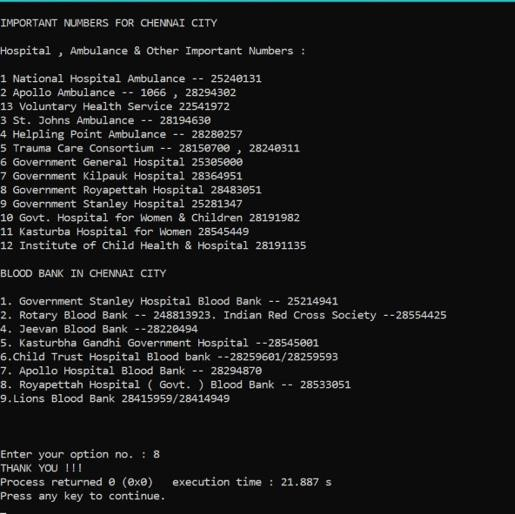 IMPORTANT NUMBERS FOR CHENNAI CITY
Hospital , Ambulance & Other Important Numbers :
1 National Hospital Ambulance -- 25240131
2 Apollo Ambulance -- 1066 , 28294302
13 Voluntary Health Service 22541972
3 St. Johns Ambulance -- 28194630
4 Helpling Point Ambulance -- 28280257
5 Trauma Care Consortium -- 28150700 , 28240311
6 Government General Hospital 25305000
7 Government Kilpauk Hospital 28364951
8 Government Royapettah Hospital 28483051
9 Government Stanley Hospital 25281347
10 Govt. Hospital for Women & Children 28191982
11 Kasturba Hospital for Women 28545449
12 Institute of Child Health & Hospital 28191135
BLOOD BANK IN CHENNAI CITY
1. Government Stanley Hospital Blood Bank -- 25214941
2. Rotary Blood Bank -- 248813923. Indian Red Cross Society --28554425
4. Jeevan Blood Bank --28220494
5. Kasturbha Gandhi Government Hospital --28545001
6.Child Trust Hospital Blood bank --28259601/28259593
7. Apollo Hospital Blood Bank -- 28294870
8. Royapettah Hospital ( Govt. ) Blood Bank -- 28533051
9.Lions Blood Bank 28415959/28414949
Enter your option no. : 8
THANK YOU !!!
Process returned 0 (0x0)   execution time : 21.887 s
Press any key to continue.